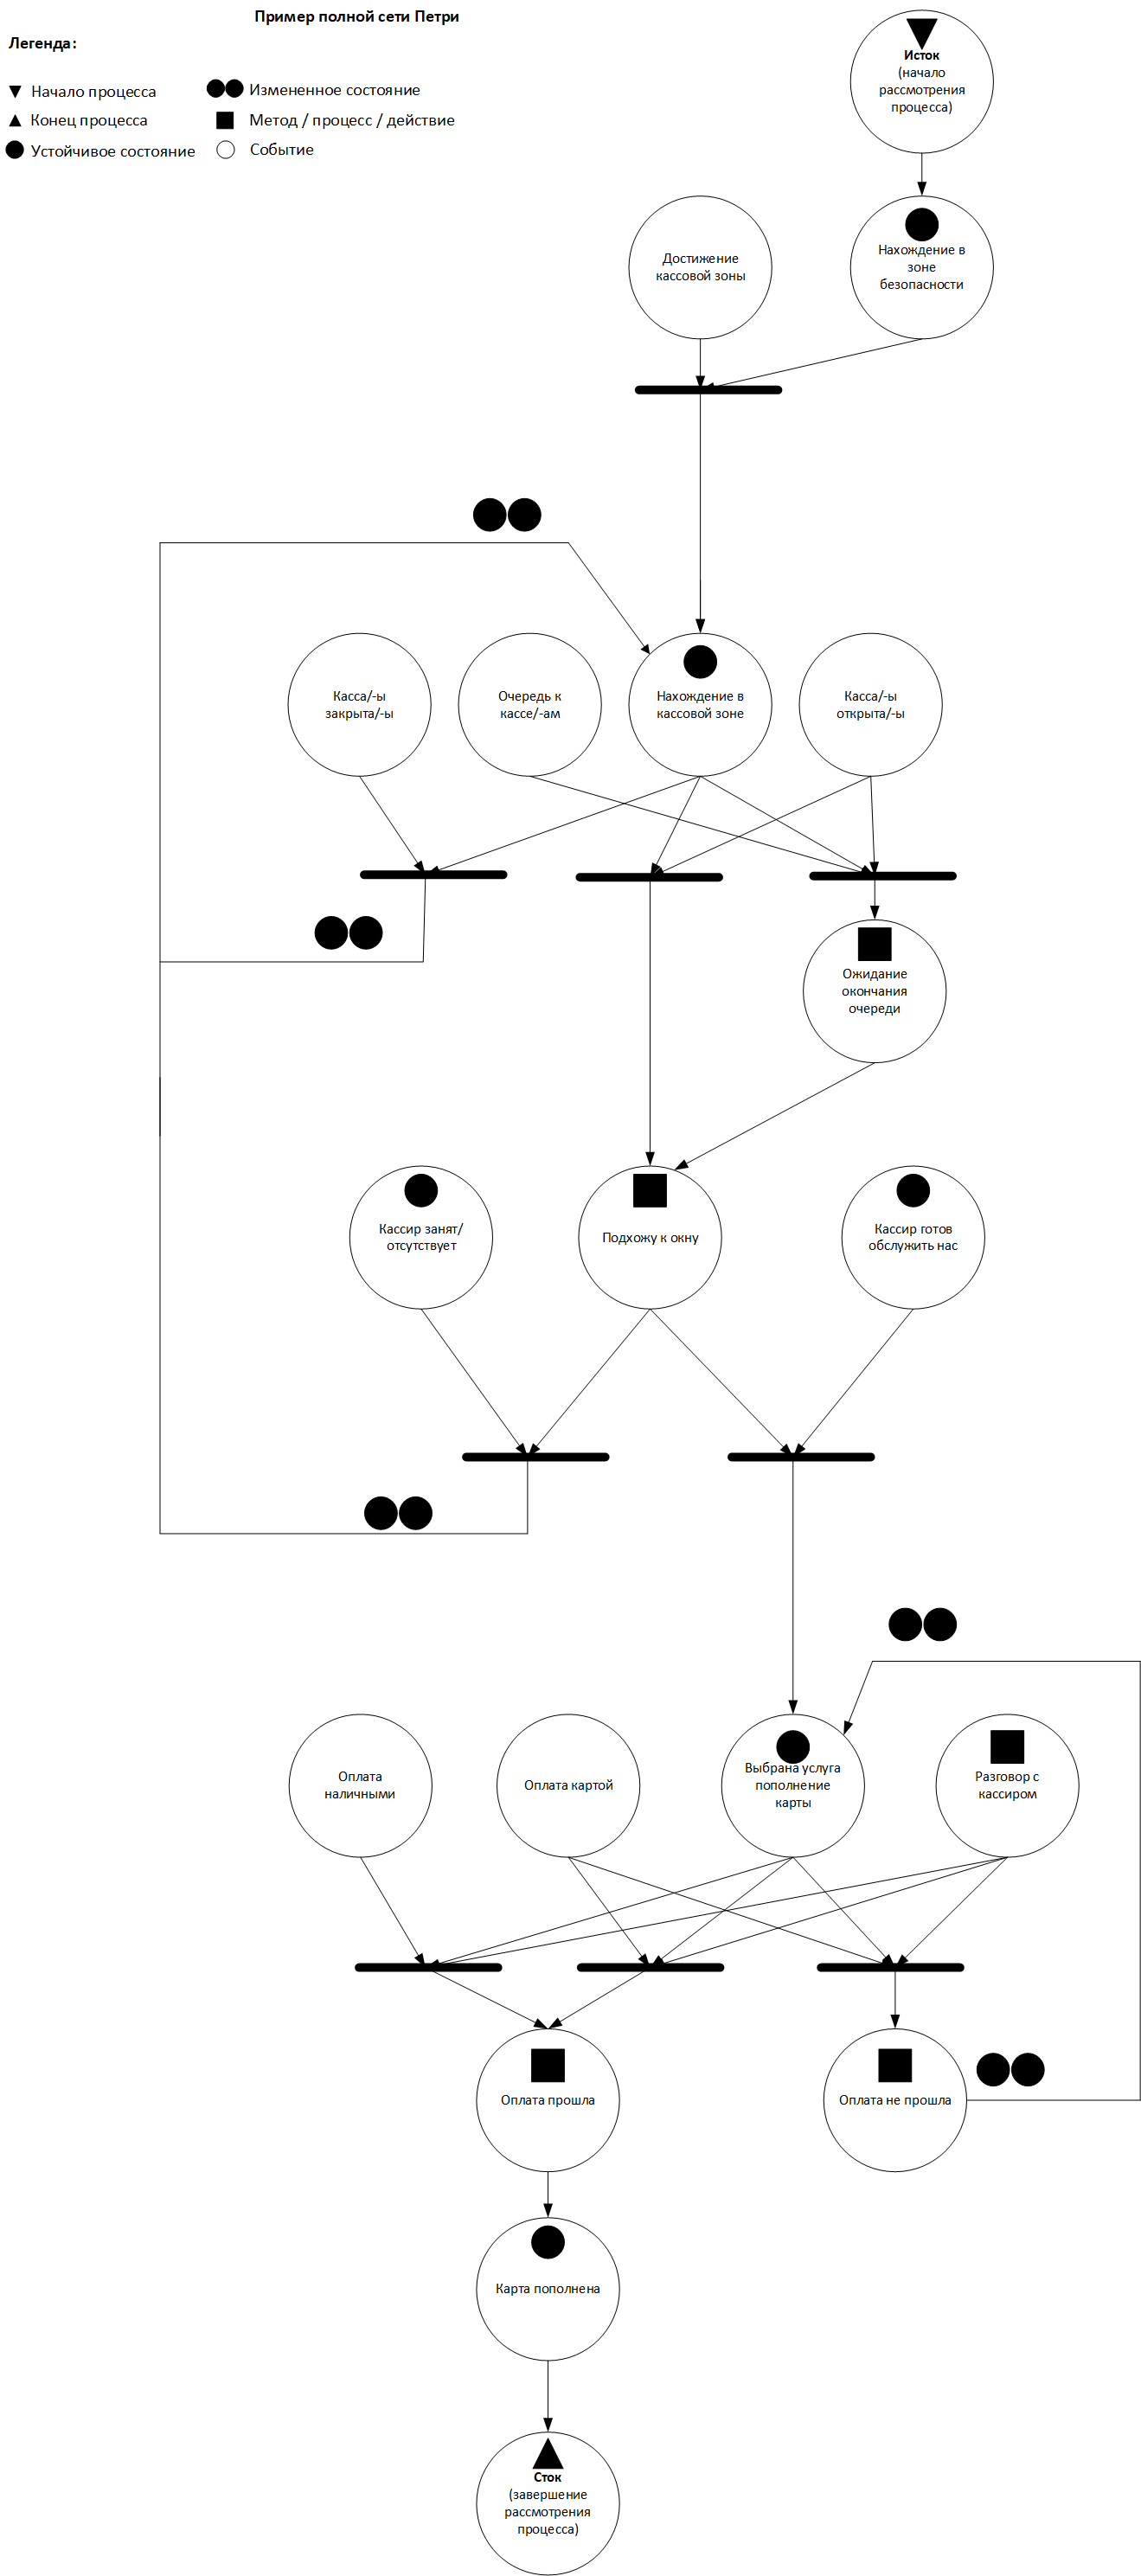 Пример полной сети Петри
Легенда:
Начало процесса
Измененное состояние
Конец процесса
Метод / процесс / действие
Устойчивое состояние
Событие
Исток
(начало
рассмотрения
процесса)
Достижение
кассовой зоны
Нахождение в
зоне
безопасности
Касса/-ы
закрыта/-ы
Очередь к
кассе/-ам
Нахождение в
кассовой зоне
Касса/-ы
открыта/-ы
Ожидание
окончания
очереди
Кассир занят/
отсутствует
Подхожу к окну
Кассир готов
обслужить нас
Оплата
наличными
Оплата картой
Выбрана услуга
пополнение
карты
Разговор с
кассиром
Оплата прошла
Оплата не прошла
Карта пополнена
Сток
(завершение
рассмотрения
процесса)